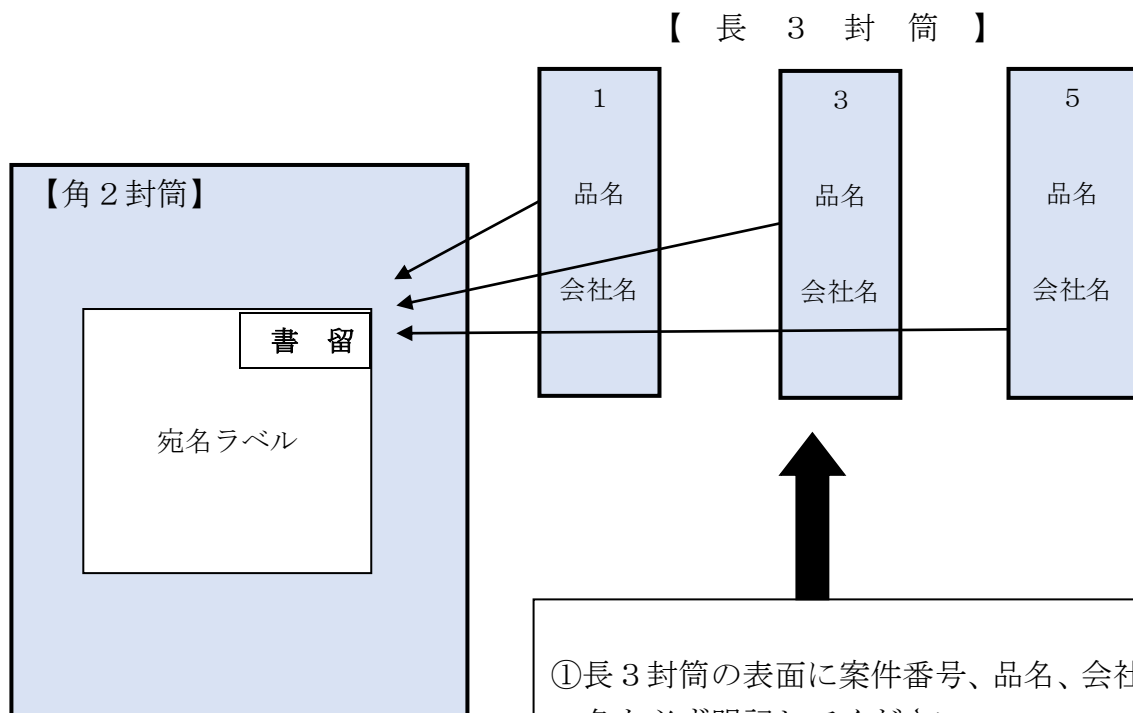 【　長　３　封　筒　】
１
品名
会社名
３
品名
会社名
５
品名
会社名
【角２封筒】
書　留
宛名ラベル
①長３封筒の表面に案件番号、品名、会社